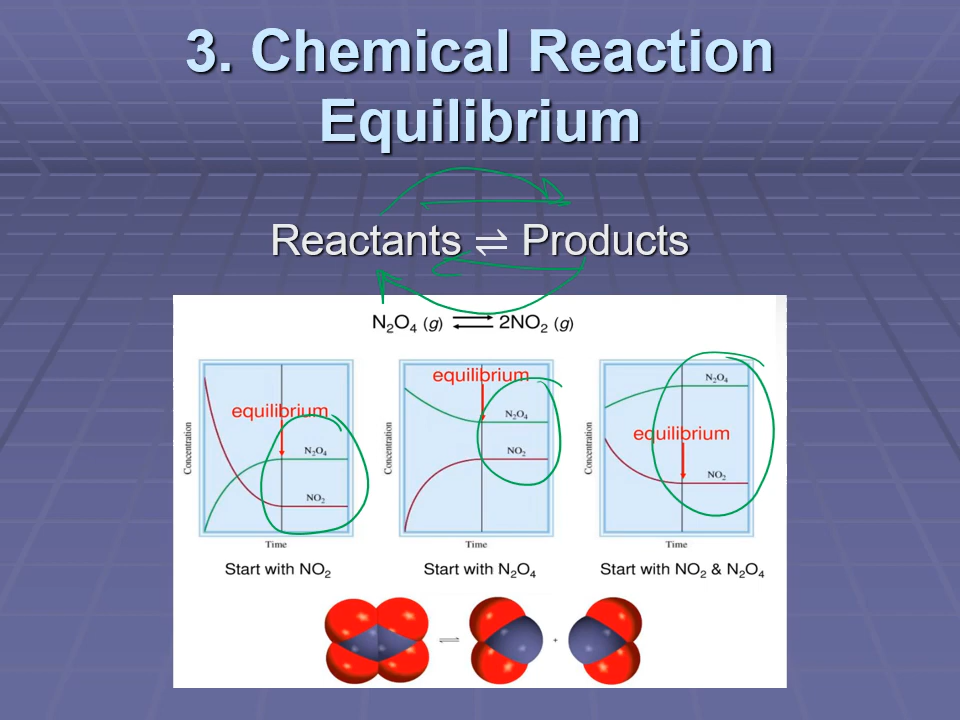 3. Chemical Reaction
Equilibrium
Reactants ⇌ Products
N₂O₄ (g) ⇌ 2NO₂ (g)
equilibrium
N₂O₄
NO₂
Concentration
Time
Start with NO₂
equilibrium
N₂O₄
NO₂
Concentration
Time
Start with N₂O₄
N₂O₄
equilibrium
NO₂
Concentration
Time
Start with NO₂ & N₂O₄
⇌ +